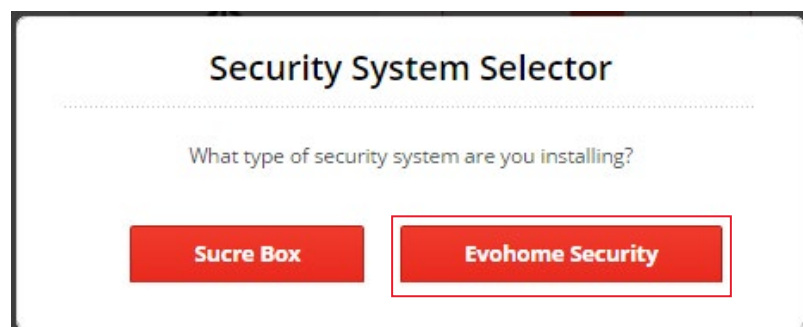 Security System Selector
What type of security system are you installing?
Sucre Box
Evohome Security